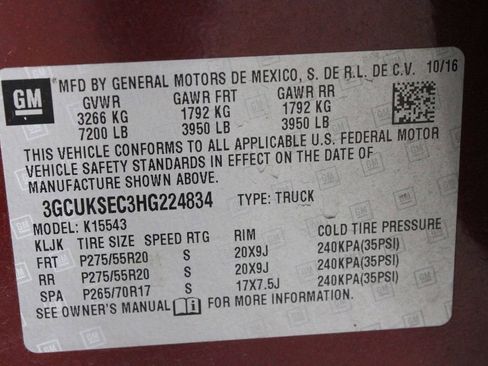 GM MFD BY GENERAL MOTORS DE MEXICO, S. DE R.L. DE C.V. 10/16
GVWR GAWR FRT GAWR RR
3266 KG 1792 KG 1792 KG
7200 LB 3950 LB 3950 LB
THIS VEHICLE CONFORMS TO ALL APPLICABLE U.S. FEDERAL MOTOR
VEHICLE SAFETY STANDARDS IN EFFECT ON THE DATE OF
MANUFACTURE SHOWN ABOVE.
3GCUKSEC3HG224834 TYPE: TRUCK
MODEL: K15543
KLJK TIRE SIZE SPEED RTG RIM COLD TIRE PRESSURE
FRT P275/55R20 S 20X9J 240KPA(35PSI)
RR P275/55R20 S 20X9J 240KPA(35PSI)
SPA P265/70R17 S 17X7.5J 240KPA(35PSI)
SEE OWNER'S MANUAL FOR MORE INFORMATION.